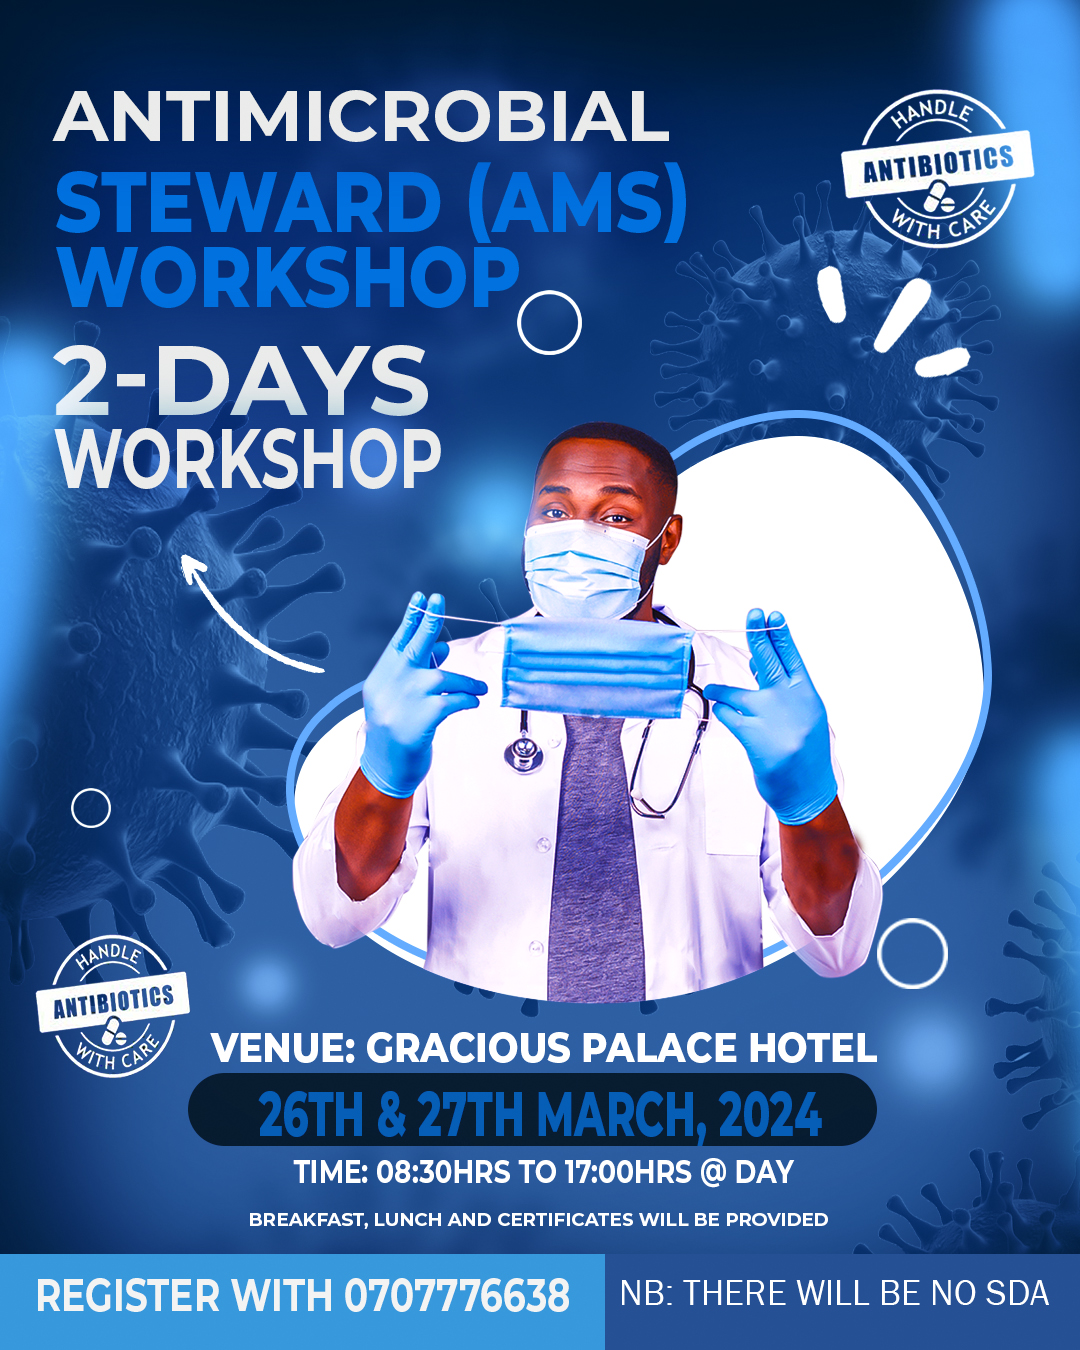 ANTIMICROBIAL
STEWARD (AMS)
WORKSHOP
2-DAYS
WORKSHOP
HANDLE
ANTIBIOTICS
WITH CARE
HANDLE
ANTIBIOTICS
WITH CARE
VENUE: GRACIOUS PALACE HOTEL
26TH & 27TH MARCH, 2024
TIME: 08:30HRS TO 17:00HRS @ DAY
BREAKFAST, LUNCH AND CERTIFICATES WILL BE PROVIDED
REGISTER WITH 0707776638
NB: THERE WILL BE NO SDA